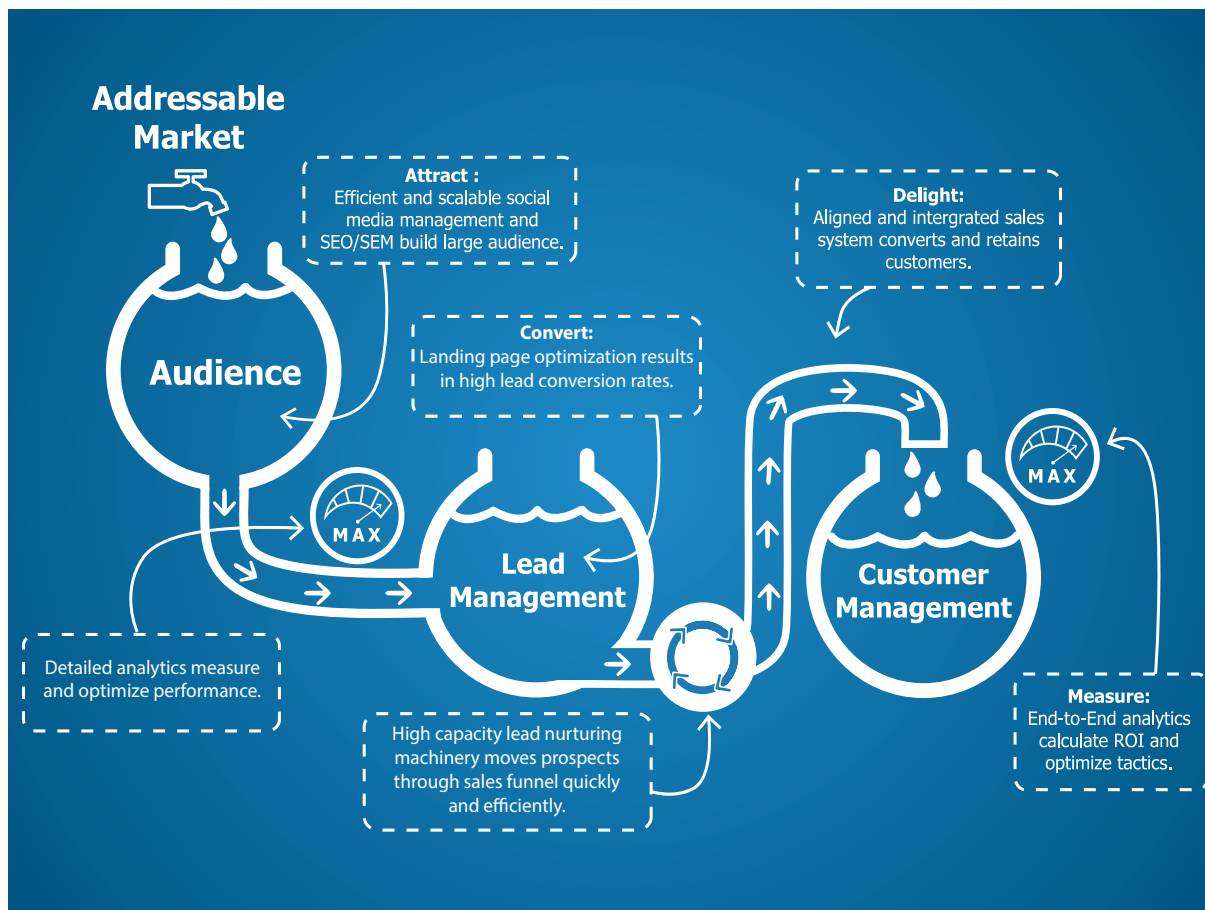 Addressable
Market
Attract :
Efficient and scalable social
media management and
SEO/SEM build large audience.
Delight:
Aligned and intergrated sales
system converts and retains
customers.
Convert:
Landing page optimization results
in high lead conversion rates.
Audience
MAX
MAX
Lead
Management
Customer
Management
Detailed analytics measure
and optimize performance.
High capacity lead nurturing
machinery moves prospects
through sales funnel quickly
and efficiently.
Measure:
End-to-End analytics
calculate ROI and
optimize tactics.